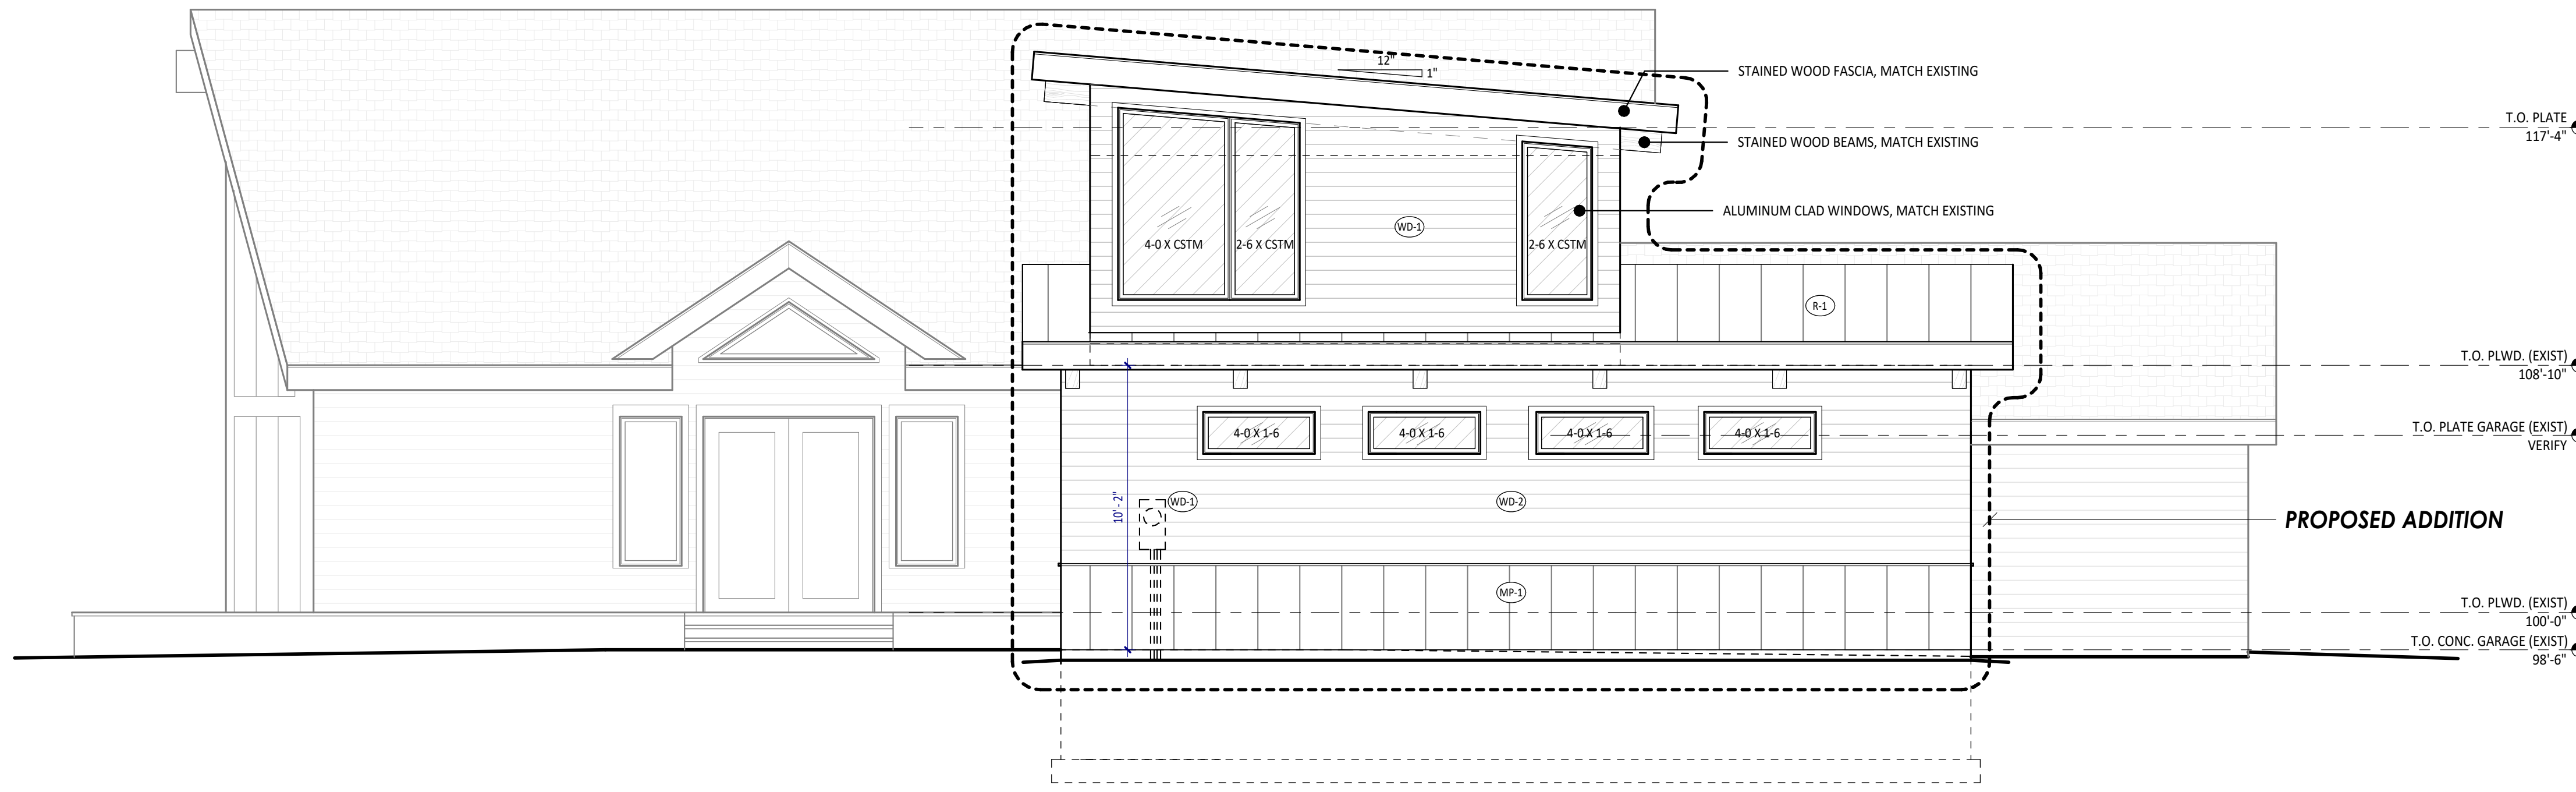 12"
1"
STAINED WOOD FASCIA, MATCH EXISTING
T.O. PLATE
117'-4"
STAINED WOOD BEAMS, MATCH EXISTING
ALUMINUM CLAD WINDOWS, MATCH EXISTING
WD-1
4-0 X CSTM
2-6 X CSTM
2-6 X CSTM
R-1
T.O. PLWD. (EXIST)
108'-10"
4-0 X 1-6
4-0 X 1-6
4-0 X 1-6
4-0 X 1-6
T.O. PLATE GARAGE (EXIST)
VERIFY
10' - 2"
WD-1
WD-2
PROPOSED ADDITION
MP-1
T.O. PLWD. (EXIST)
100'-0"
T.O. CONC. GARAGE (EXIST)
98'-6"